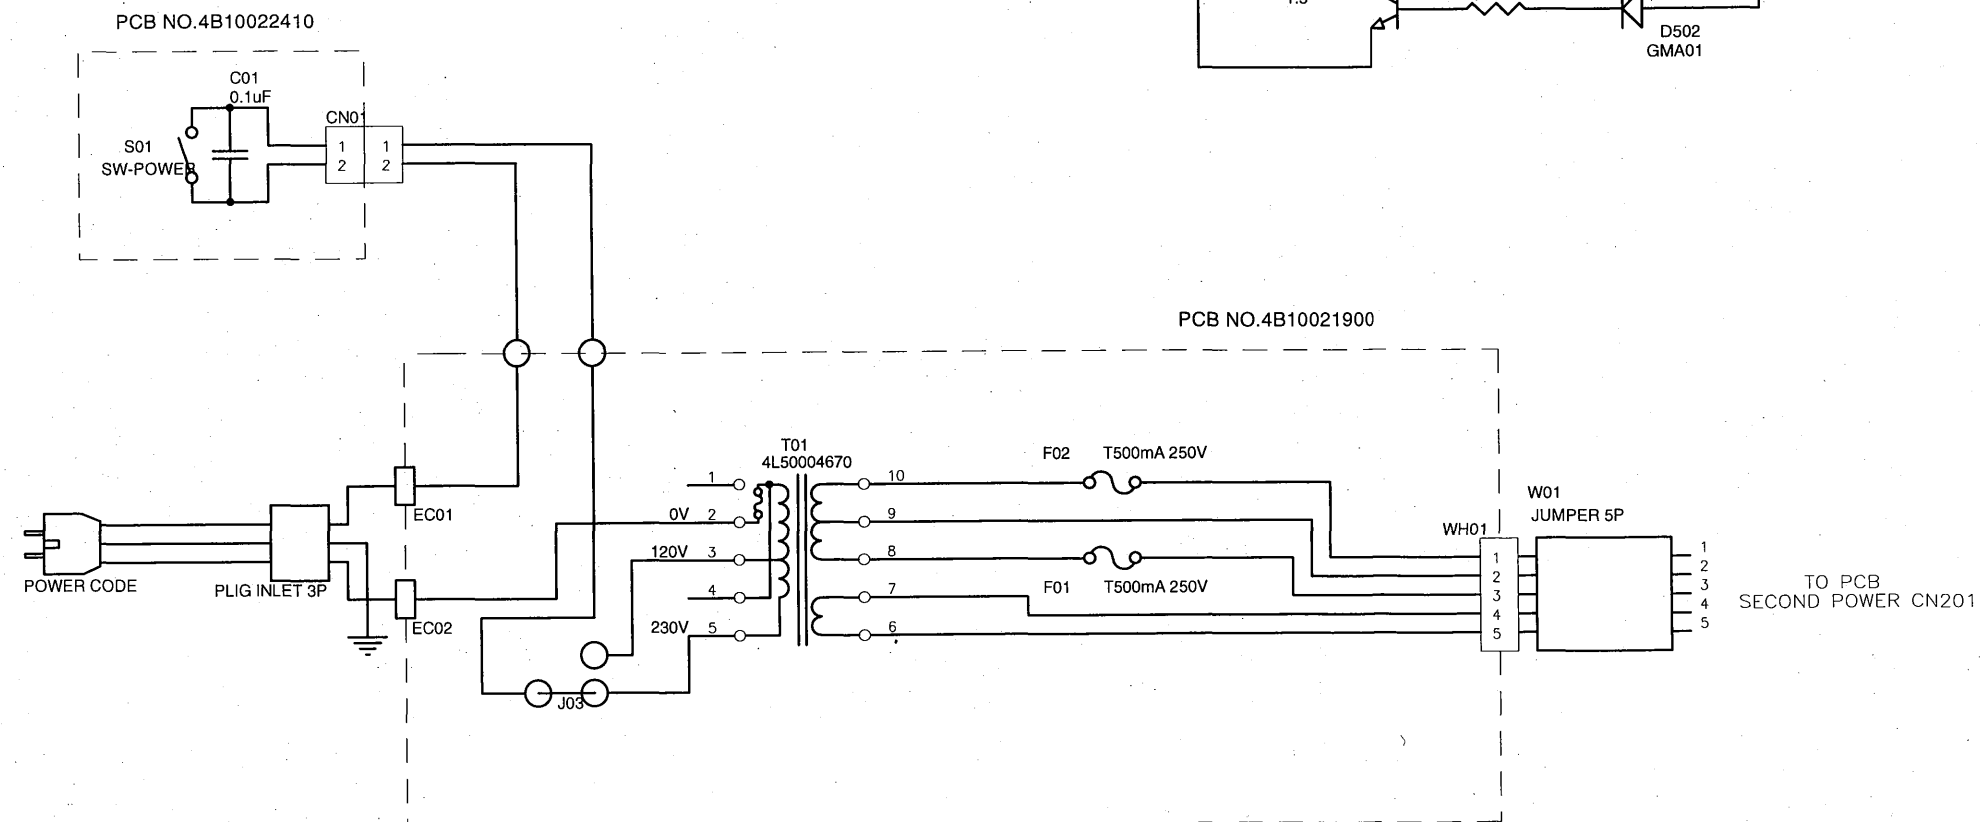 PCB NO.4B10022410
D502
GMA01
C01
0.1uF
CN01
S01
SW-POWER
1 1
2 2
PCB NO.4B10021900
T01
4L50004670
F02 T500mA 250V
1
10
W01
JUMPER 5P
EC01
0V 2
9
WH01
120V 3
8
F01 T500mA 250V
POWER CODE
PLIG INLET 3P
4
7
EC02
230V 5
6
J03
1
2
3
4
5
1
2
3
4
5
TO PCB
SECOND POWER CN201